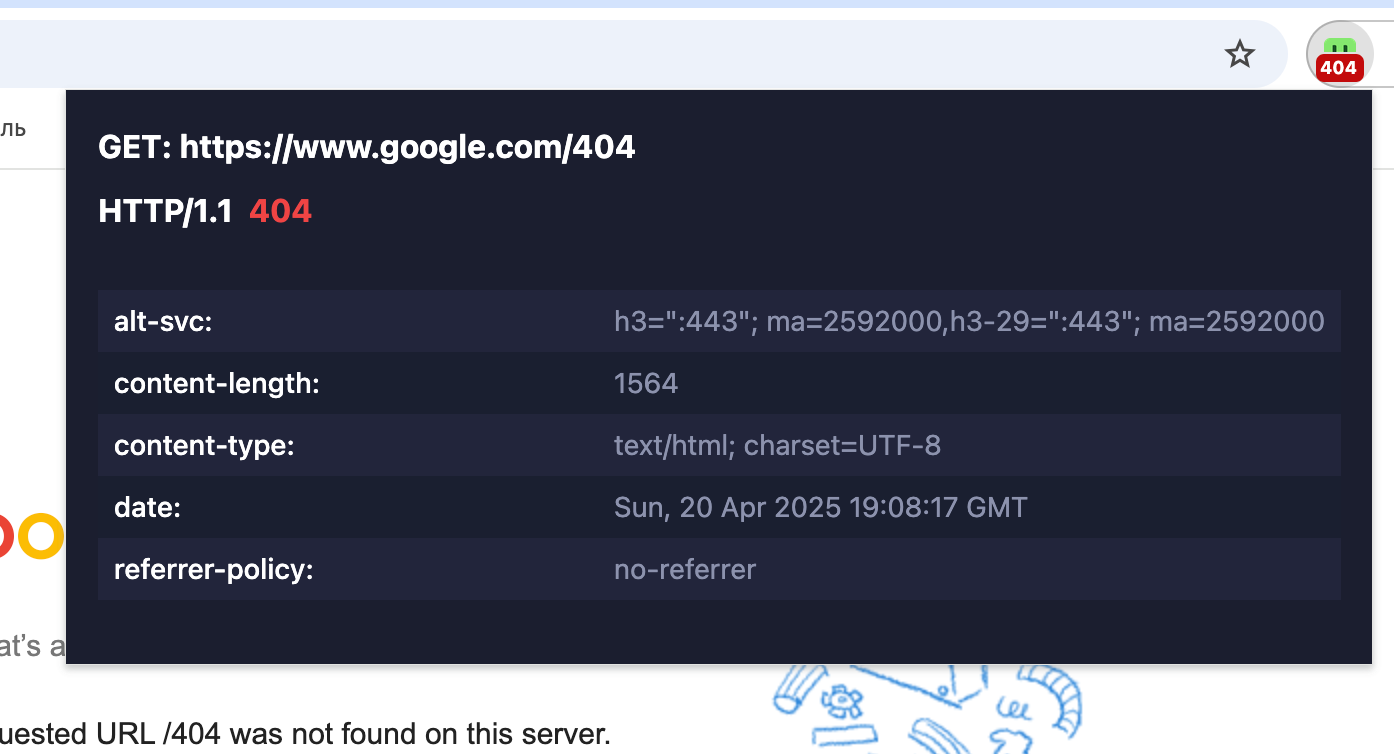 404
ль
GET: https://www.google.com/404
HTTP/1.1 404
alt-svc: h3=":443"; ma=2592000,h3-29=":443"; ma=2592000
content-length: 1564
content-type: text/html; charset=UTF-8
date: Sun, 20 Apr 2025 19:08:17 GMT
referrer-policy: no-referrer
at’s a
uested URL /404 was not found on this server.